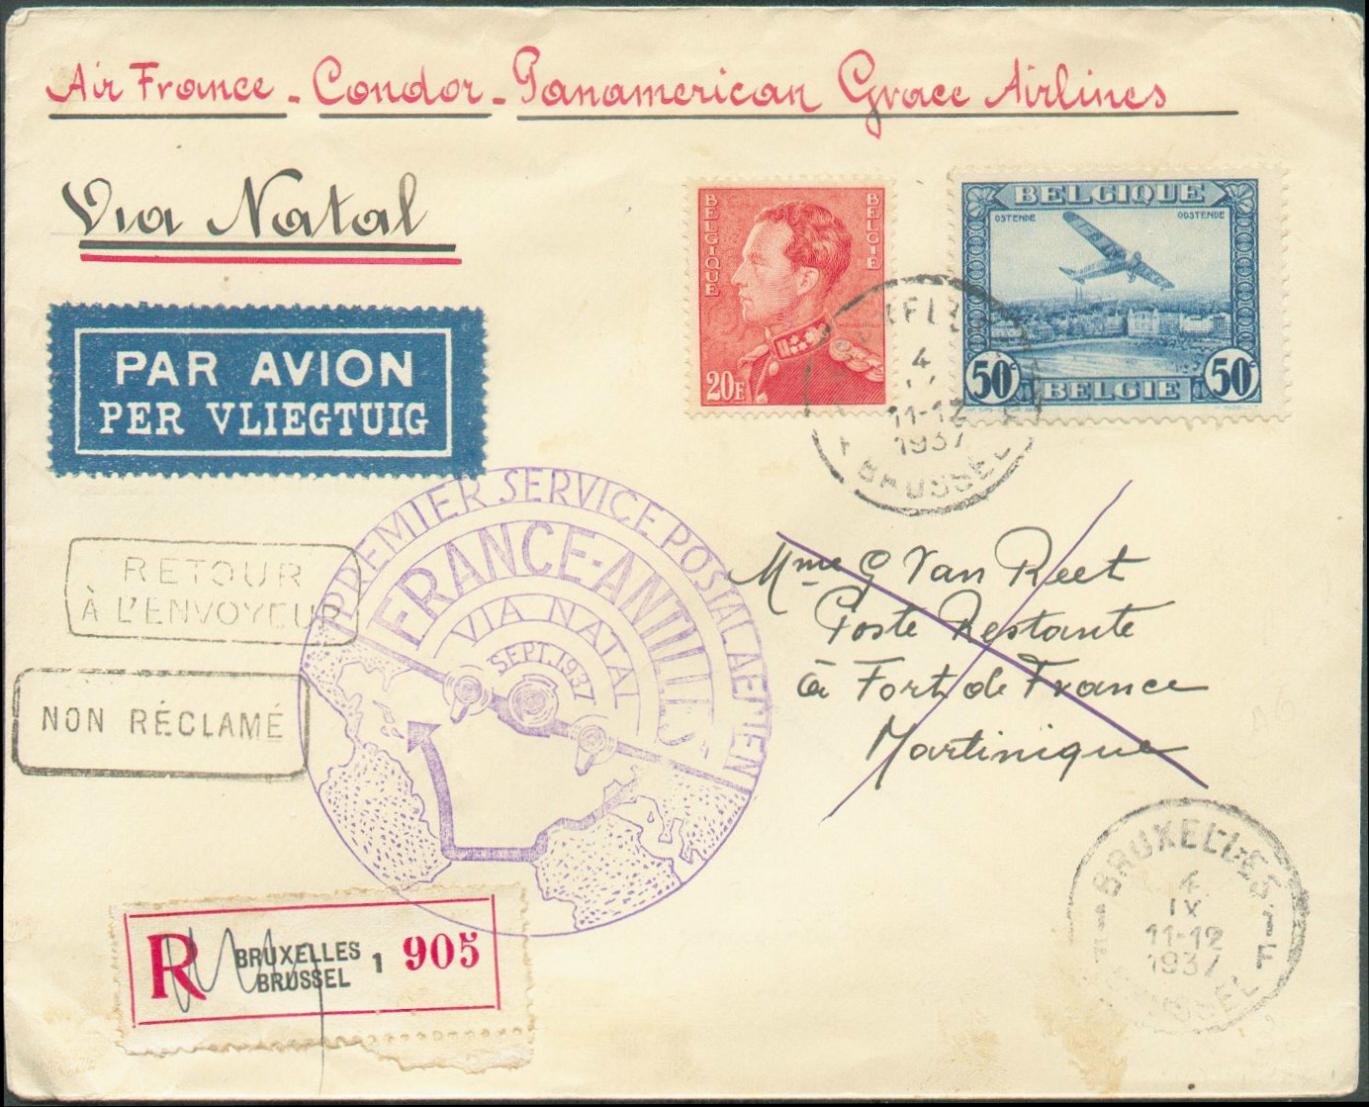 Air France - Condor - Panamerican Grace Airlines
Via Natal
BELGIQUE
BELGIE
20F
BELGIQUE
OSTENDE
OOSTENDE
50c
50c
BELGIE
4
11-12
1937
BRUSSEL
PAR AVION
PER VLIEGTUIG
PREMIER SERVICE POSTAL AERIEN
FRANCE-ANTILLES
VIA NATAL
SEPT. 1937
RETOUR
À L'ENVOYEUR
NON RÉCLAMÉ
Mme G Van Reet
Poste Restante
à Fort de France
Martinique
BRUXELLES 1
4
IX
11-12
1937
F
BRUSSEL
R
BRUXELLES
BRUSSEL
1
905